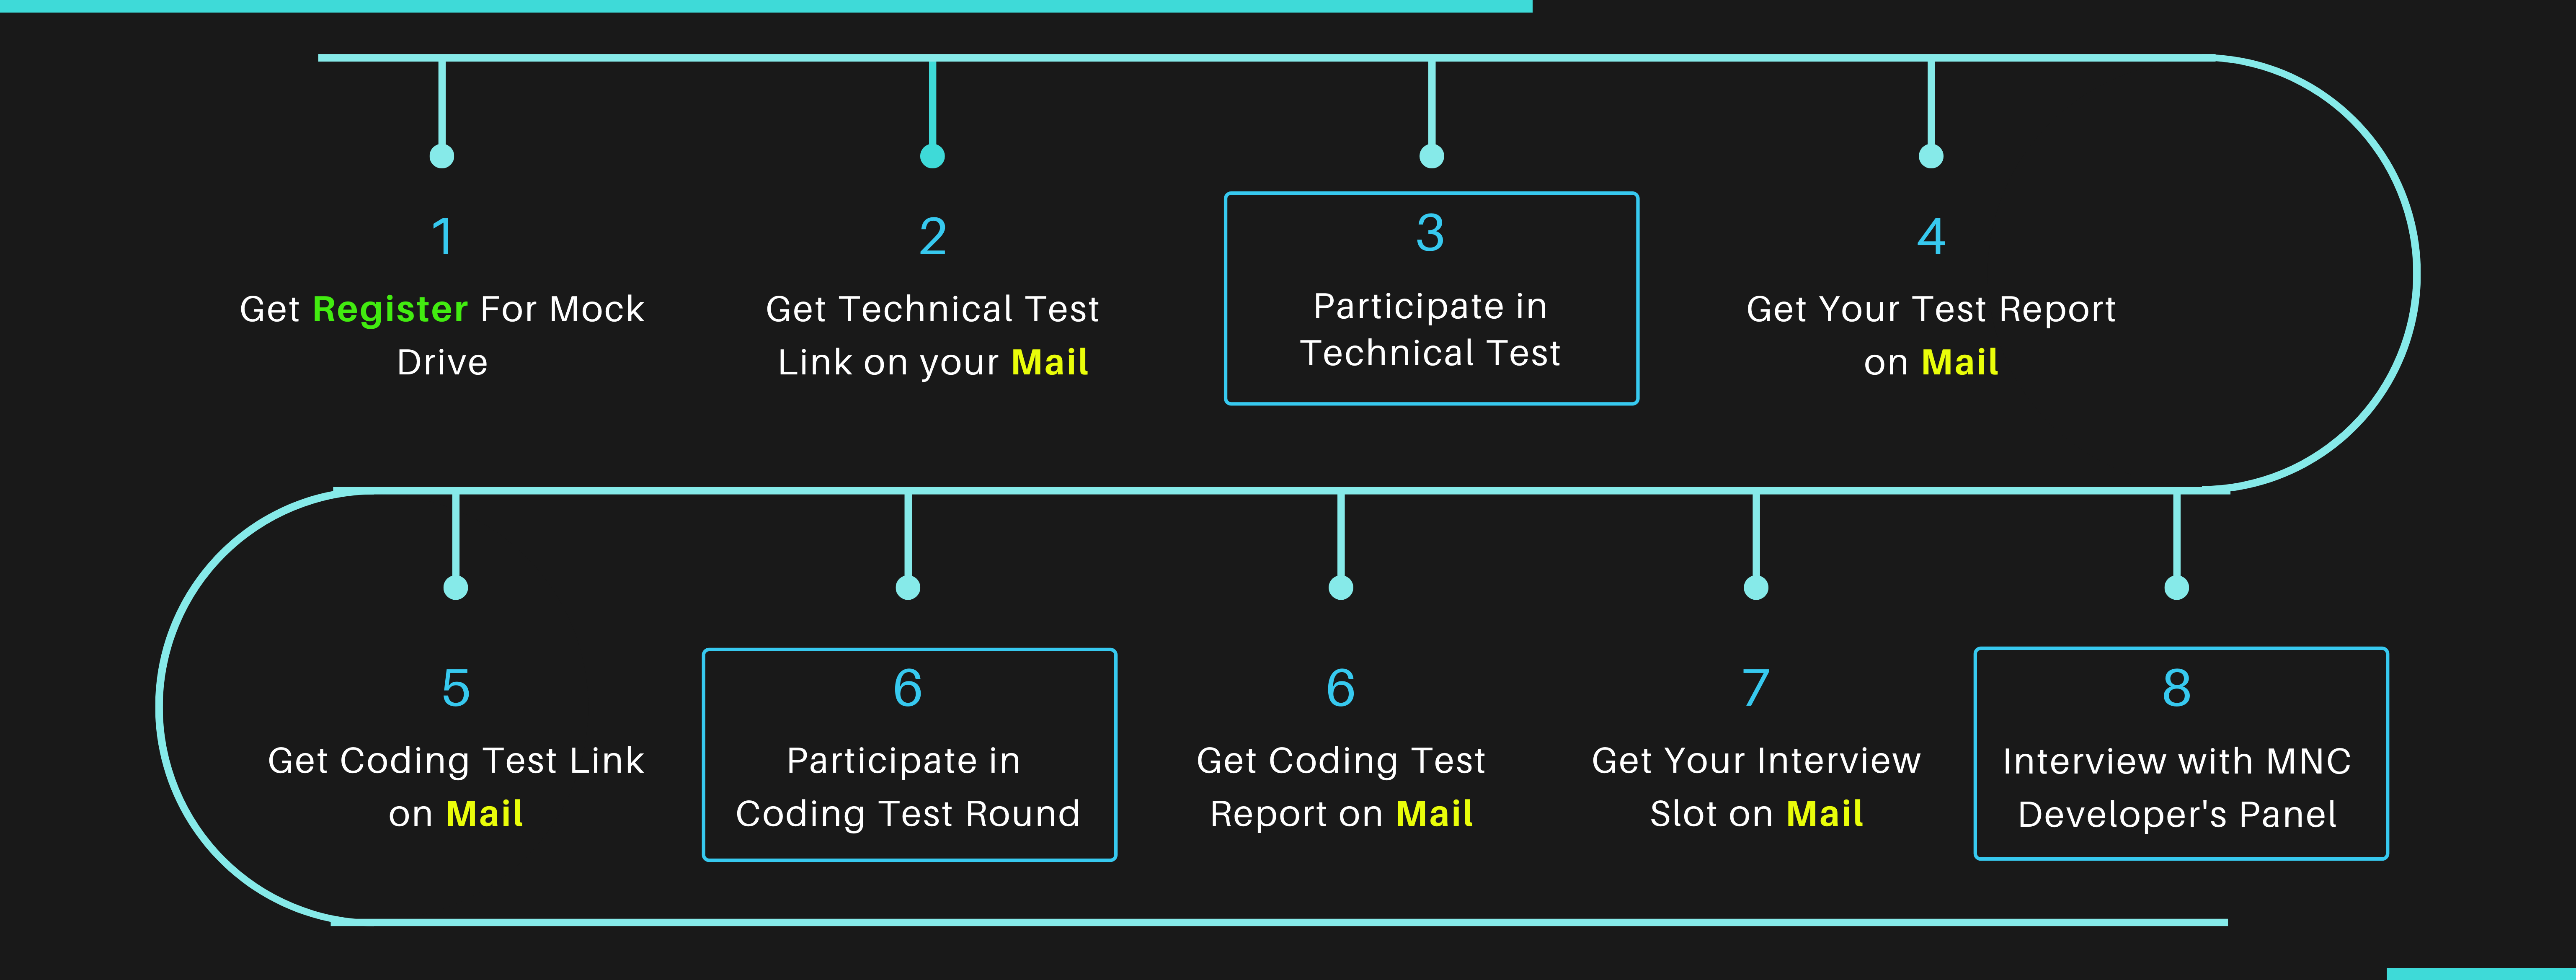 1
Get Register For Mock
Drive
2
Get Technical Test
Link on your Mail
3
Participate in
Technical Test
4
Get Your Test Report
on Mail
5
Get Coding Test Link
on Mail
6
Participate in
Coding Test Round
6
Get Coding Test
Report on Mail
7
Get Your Interview
Slot on Mail
8
Interview with MNC
Developer's Panel